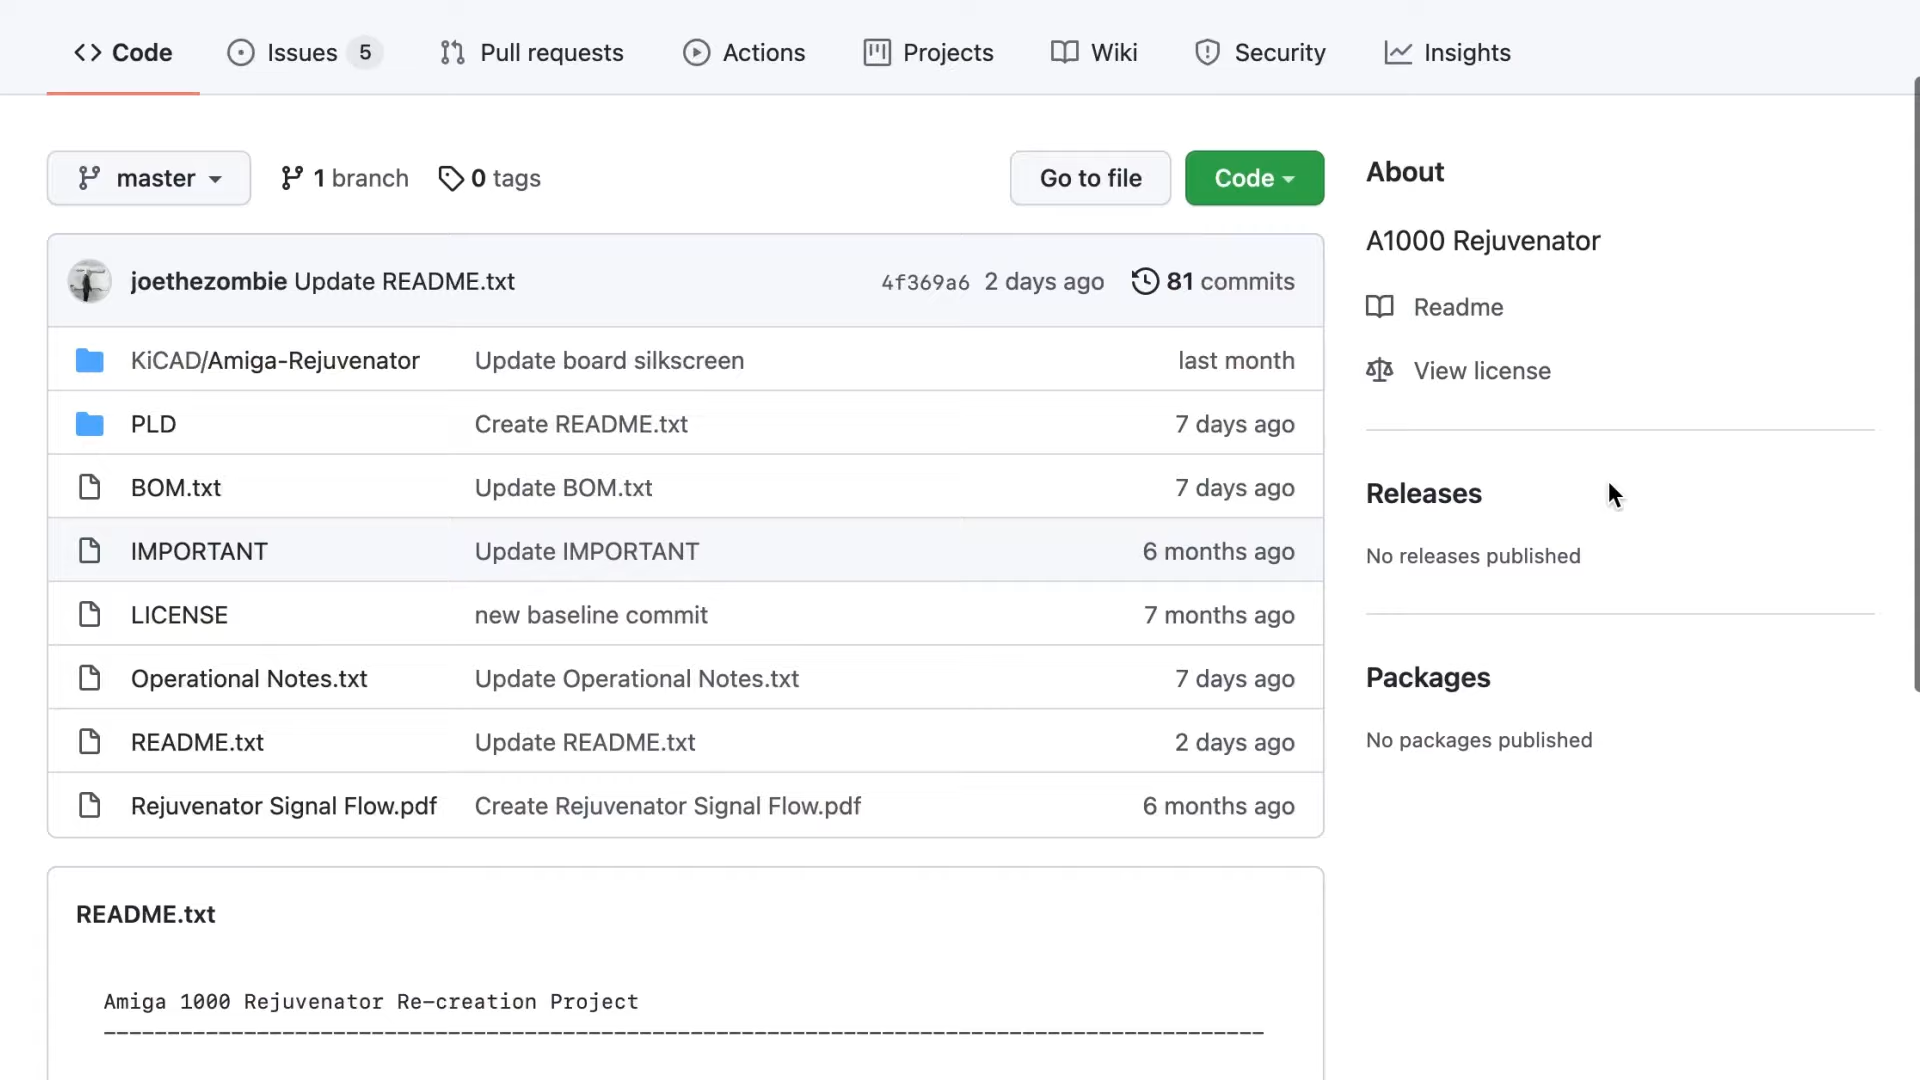 Code Issues 5 Pull requests Actions Projects Wiki Security Insights
master 1 branch 0 tags Go to file Code
joethezombie Update README.txt 4f369a6 2 days ago 81 commits
KiCAD/Amiga-Rejuvenator Update board silkscreen last month
PLD Create README.txt 7 days ago
BOM.txt Update BOM.txt 7 days ago
IMPORTANT Update IMPORTANT 6 months ago
LICENSE new baseline commit 7 months ago
Operational Notes.txt Update Operational Notes.txt 7 days ago
README.txt Update README.txt 2 days ago
Rejuvenator Signal Flow.pdf Create Rejuvenator Signal Flow.pdf 6 months ago
README.txt
Amiga 1000 Rejuvenator Re-creation Project
-------------------------------------------------------------------------------------------
About
A1000 Rejuvenator
Readme
View license
Releases
No releases published
Packages
No packages published